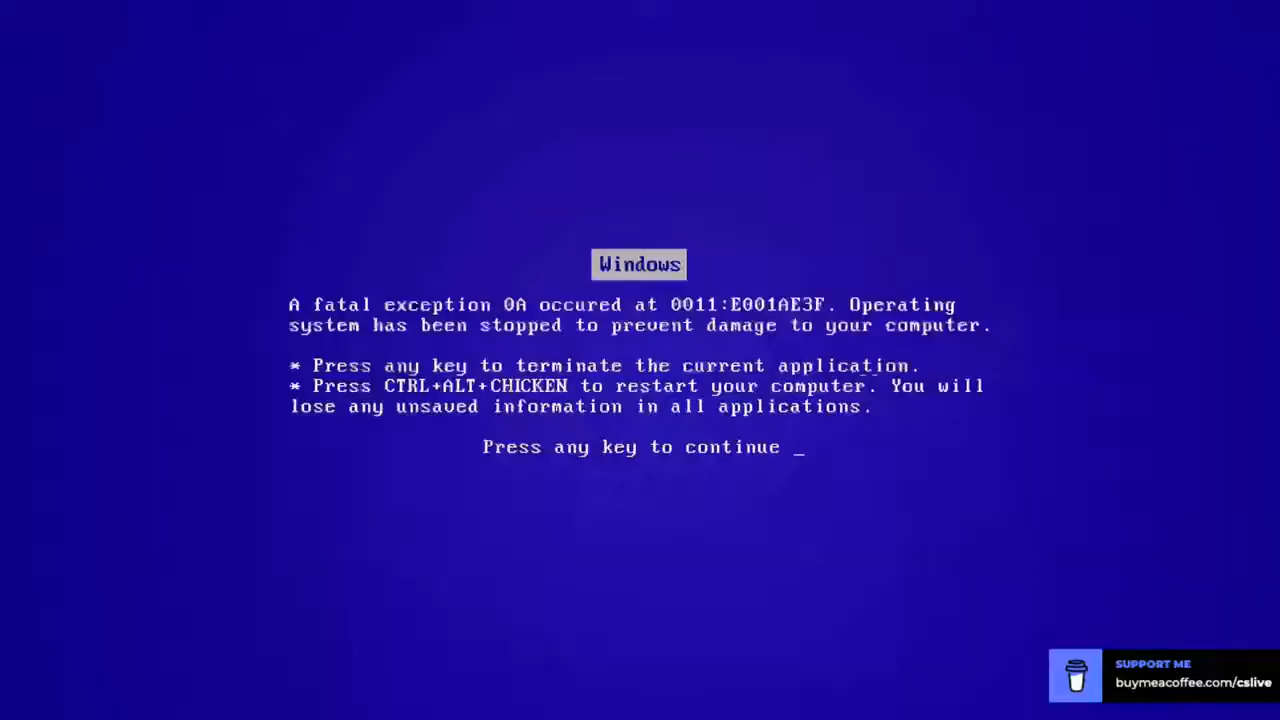 Windows
A fatal exception 0A occured at 0011:E001AE3F. Operating
system has been stopped to prevent damage to your computer.
* Press any key to terminate the current application.
* Press CTRL+ALT+CHICKEN to restart your computer. You will
lose any unsaved information in all applications.
Press any key to continue _
SUPPORT ME
buymeacoffee.com/cslive